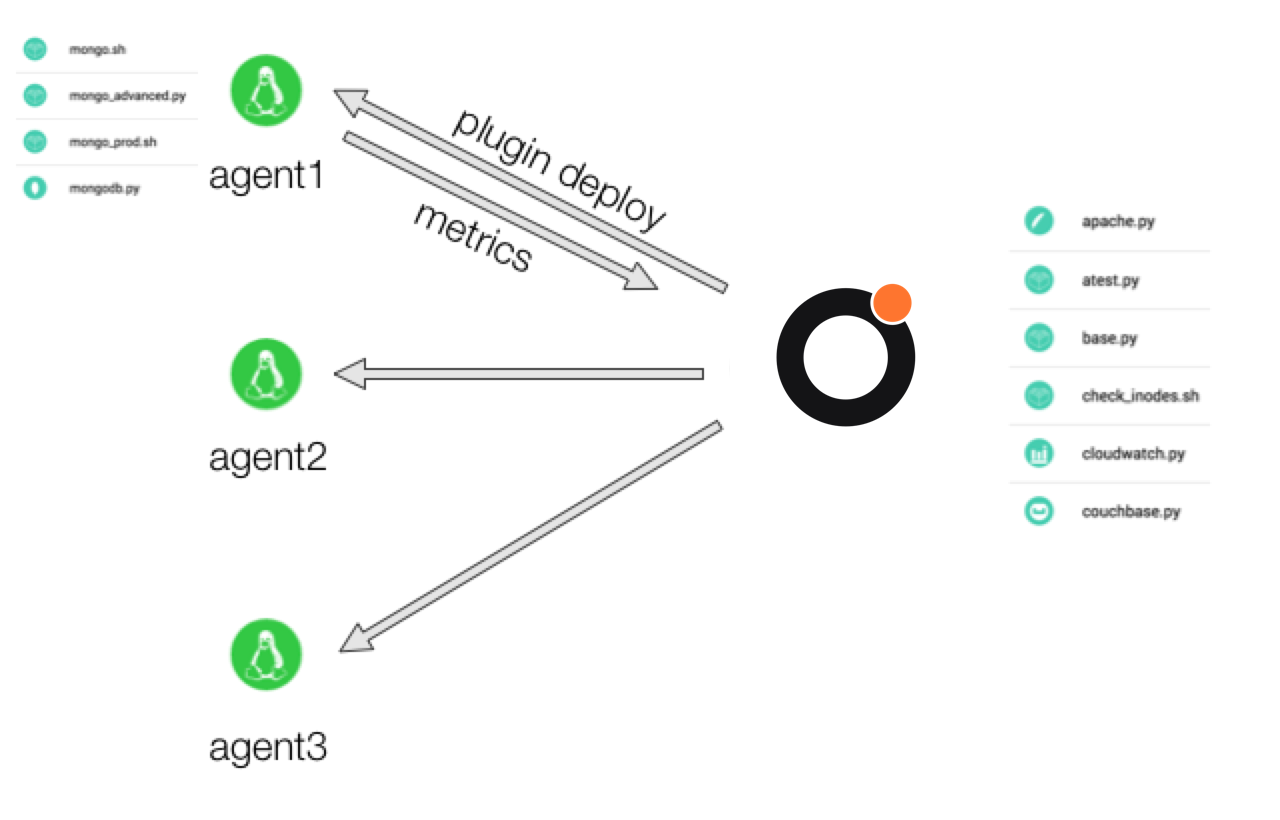 mongo.sh
mongo_advanced.py
mongo_prod.sh
mongodb.py
agent1
plugin deploy
metrics
agent2
agent3
apache.py
atest.py
base.py
check_inodes.sh
cloudwatch.py
couchbase.py